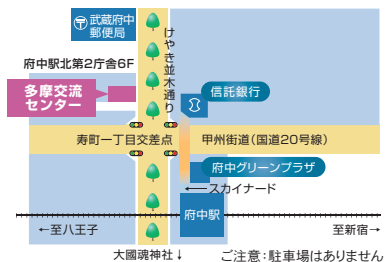 武蔵府中
郵便局
けやき並木通り
府中駅北第2庁舎6F
多摩交流
センター
信託銀行
寿町一丁目交差点
甲州街道(国道20号線)
府中グリーンプラザ
←スカイナード
府中駅
←至八王子
至新宿→
大國魂神社↓
ご注意:駐車場はありません